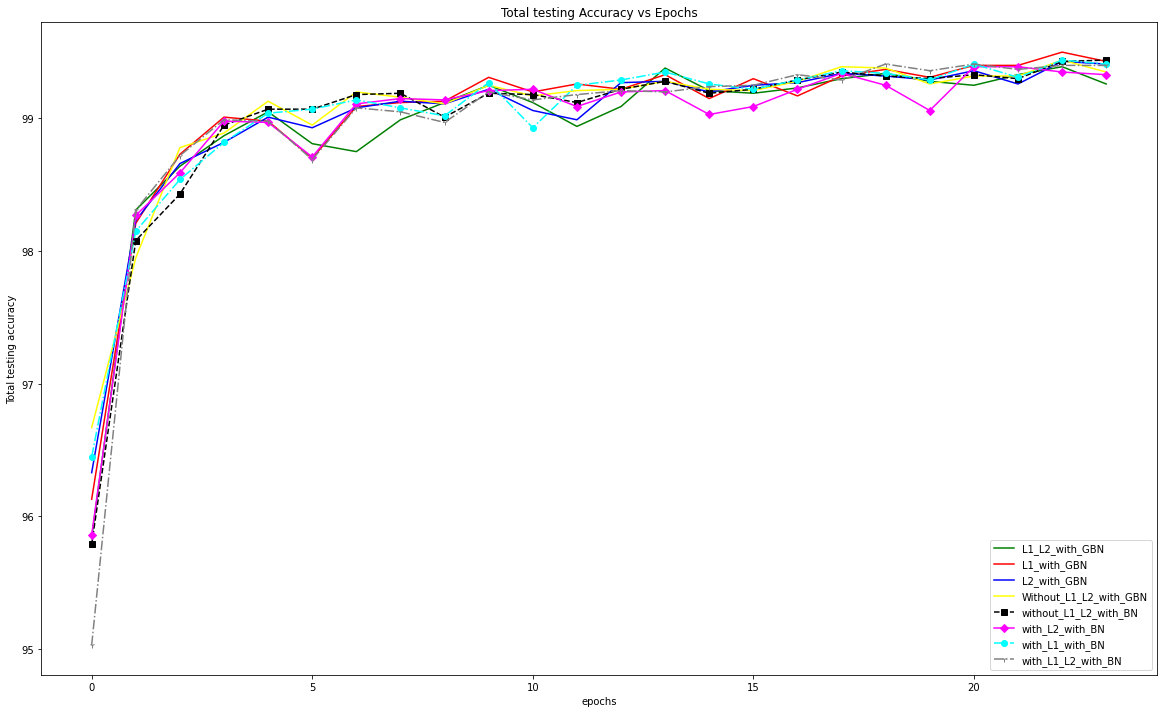 Total testing Accuracy vs Epochs
Total testing accuracy
99
98
97
96
95
0
5
10
15
20
epochs
L1_L2_with_GBN
L1_with_GBN
L2_with_GBN
Without_L1_L2_with_GBN
without_L1_L2_with_BN
with_L2_with_BN
with_L1_with_BN
with_L1_L2_with_BN